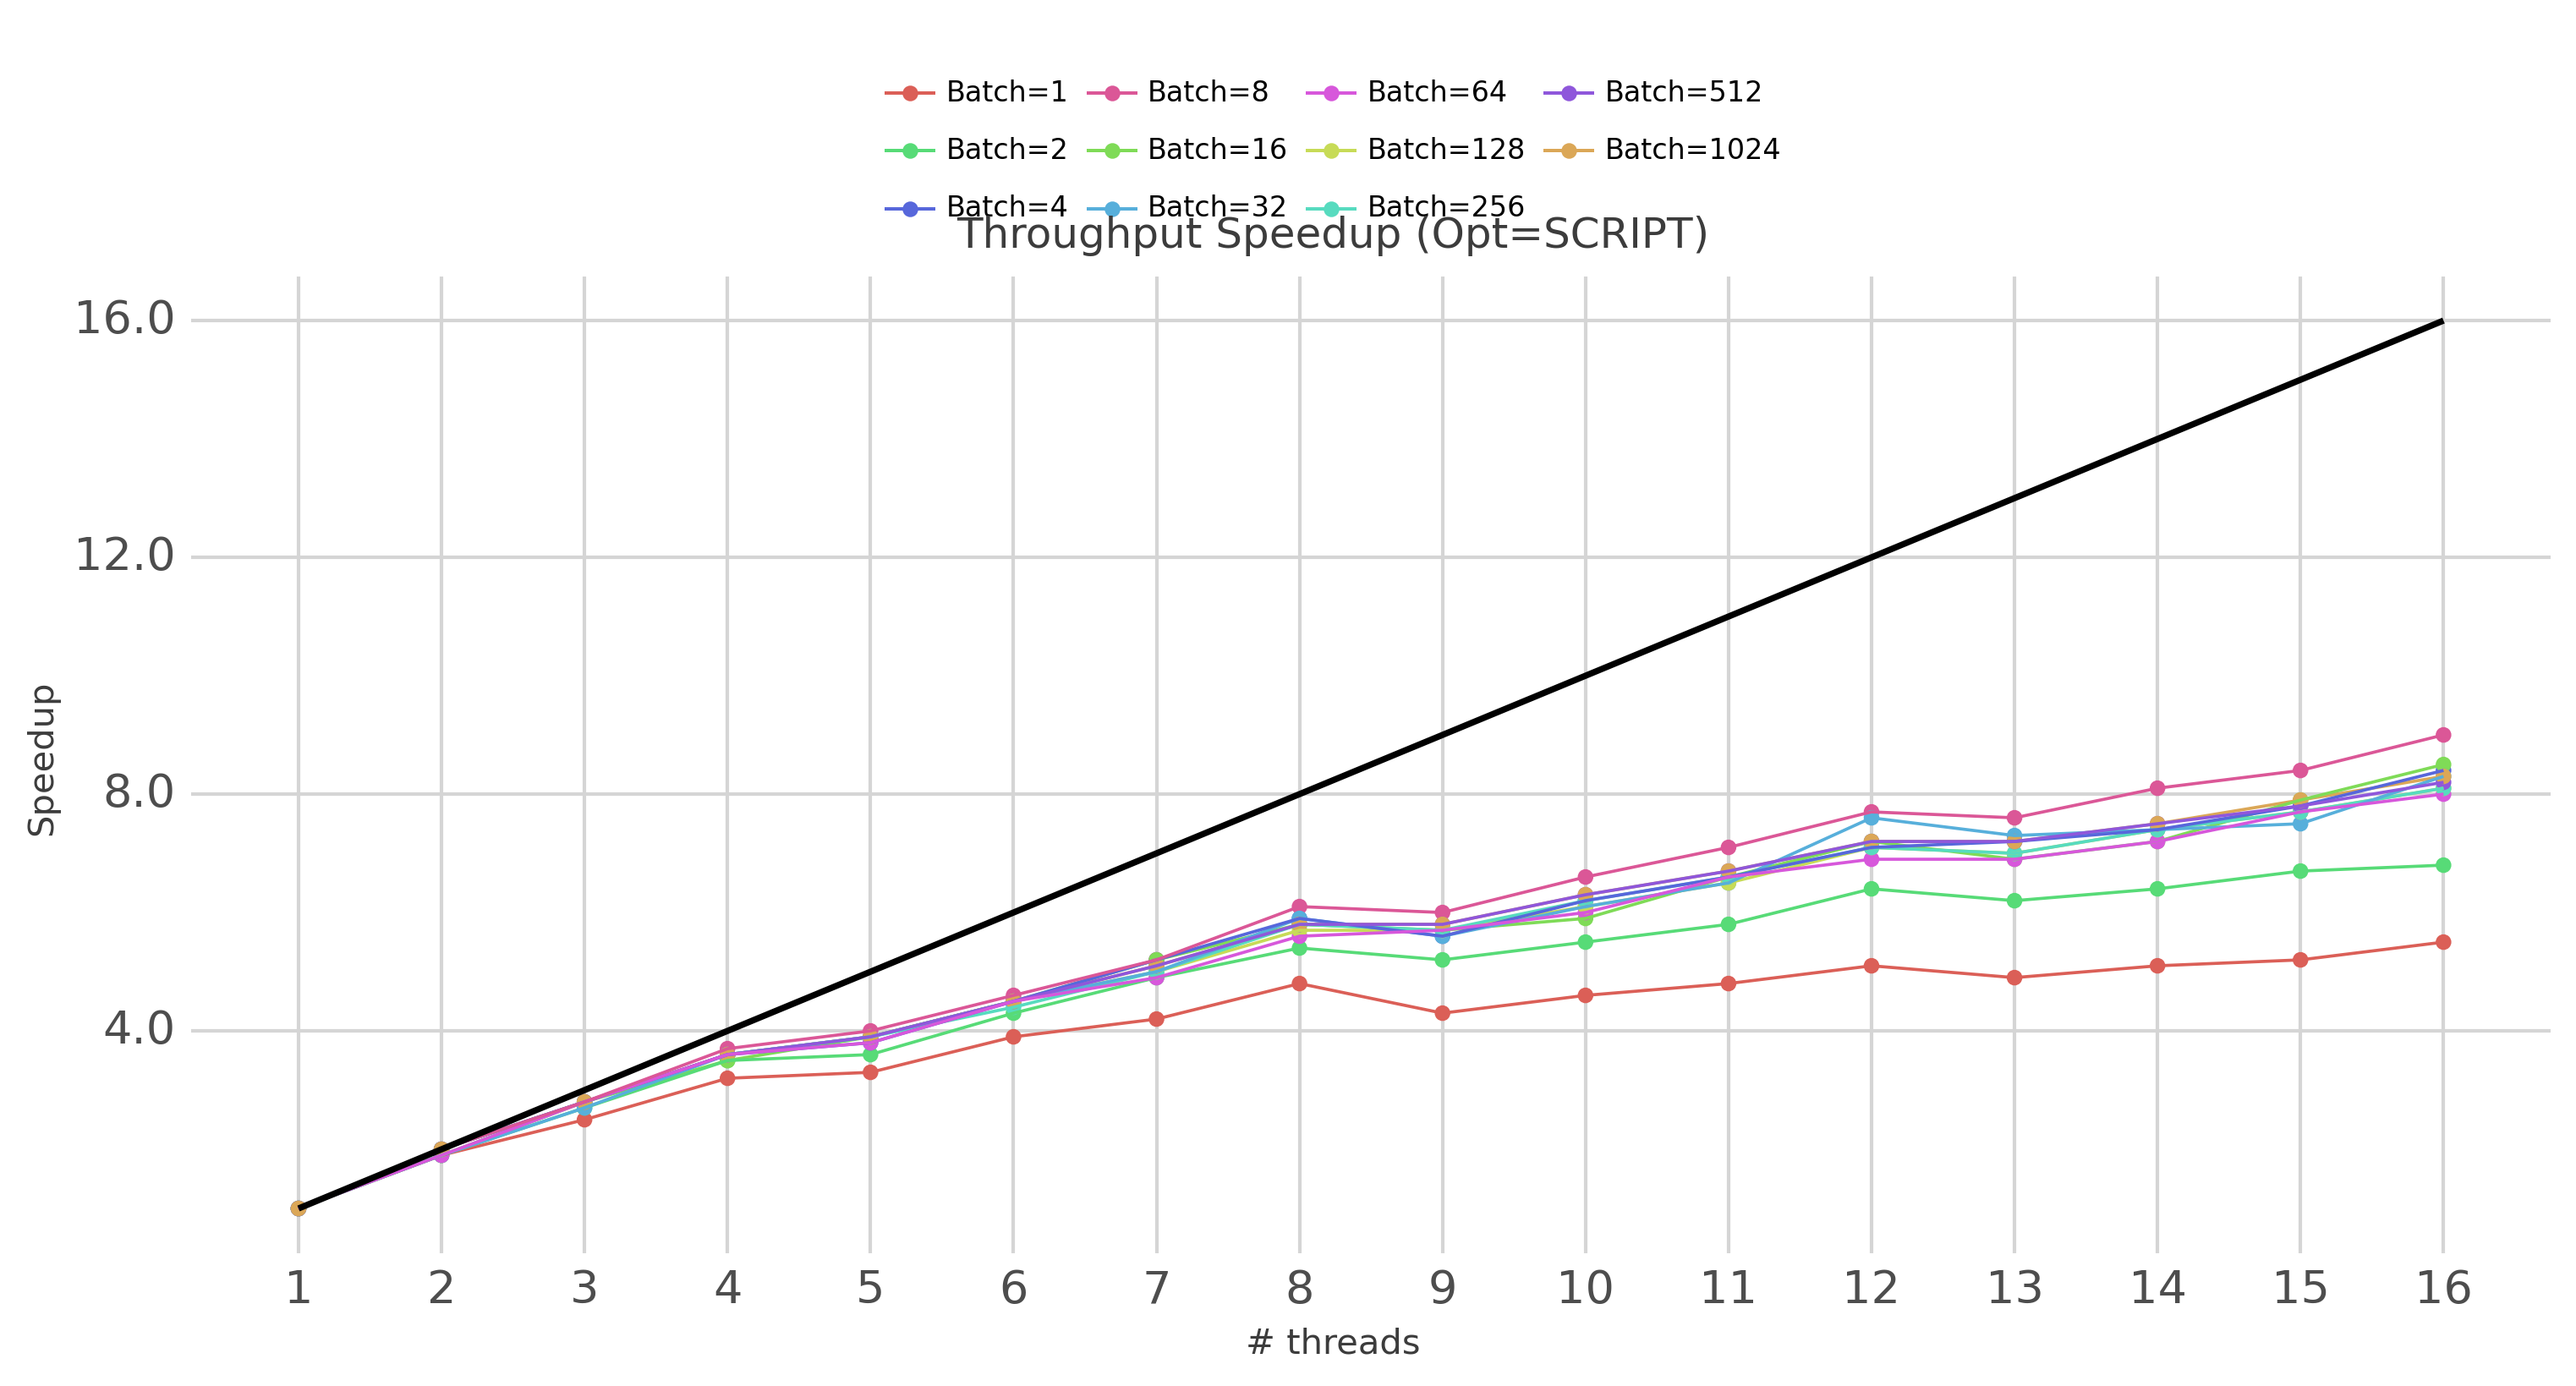 Batch=1 Batch=8 Batch=64 Batch=512
Batch=2 Batch=16 Batch=128 Batch=1024
Batch=4 Batch=32 Batch=256
Throughput Speedup (Opt=SCRIPT)
16.0
12.0
8.0
4.0
Speedup
1 2 3 4 5 6 7 8 9 10 11 12 13 14 15 16
# threads